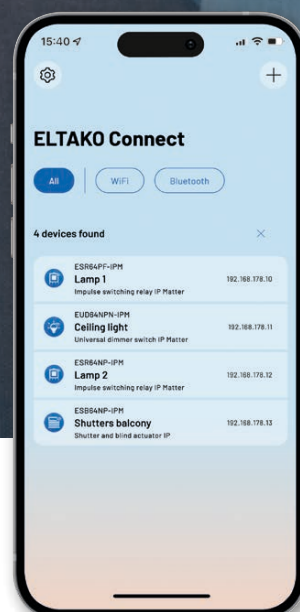 15:40
ELTAKO Connect
All
WiFi
Bluetooth
4 devices found
ESR64PF-IPM
Lamp 1
Impulse switching relay IP Matter
192.168.178.10
EUD64NPN-IPM
Ceiling light
Universal dimmer switch IP Matter
192.168.178.11
ESR64NP-IPM
Lamp 2
Impulse switching relay IP Matter
192.168.178.12
ESB64NP-IPM
Shutters balcony
Shutter and blind actuator IP
192.168.178.13